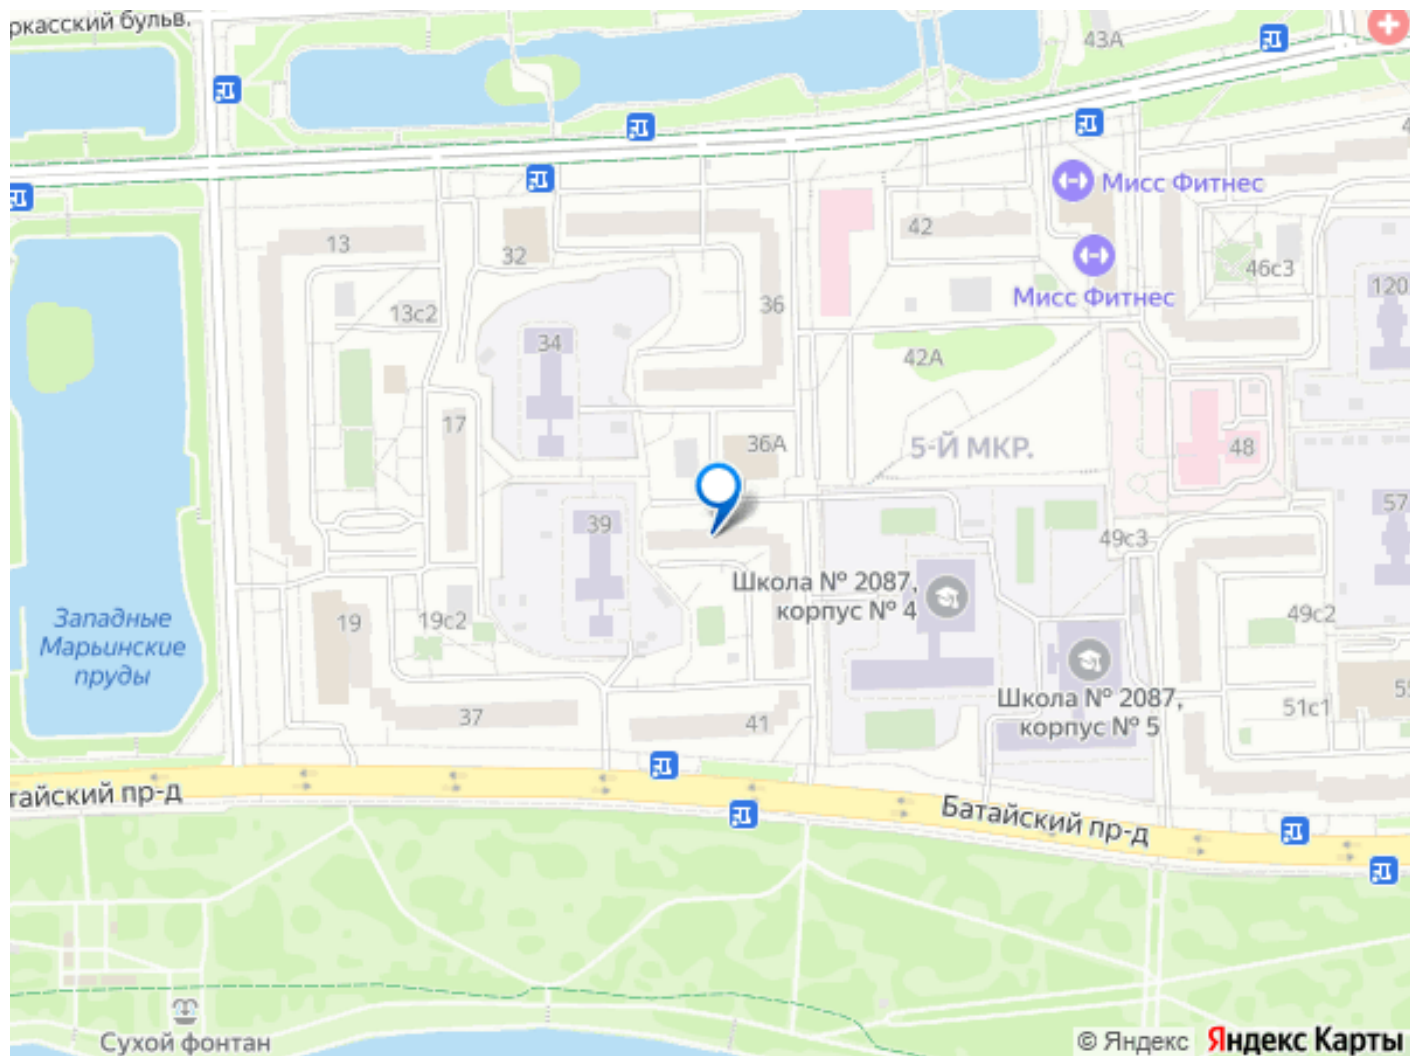 ркасский бульв.
43А
Мисс Фитнес
13
32
42
46с3
120
Мисс Фитнес
13с2
36
34
42А
17
36А
5-Й МКР.
48
39
57
49с3
Школа № 2087,
корпус № 4
Западные
Марьинские
пруды
19
19с2
49с2
Школа № 2087,
корпус № 5
37
41
51с1
тайский пр-д
Батайский пр-д
Сухой фонтан
© Яндекс
Яндекс Карты